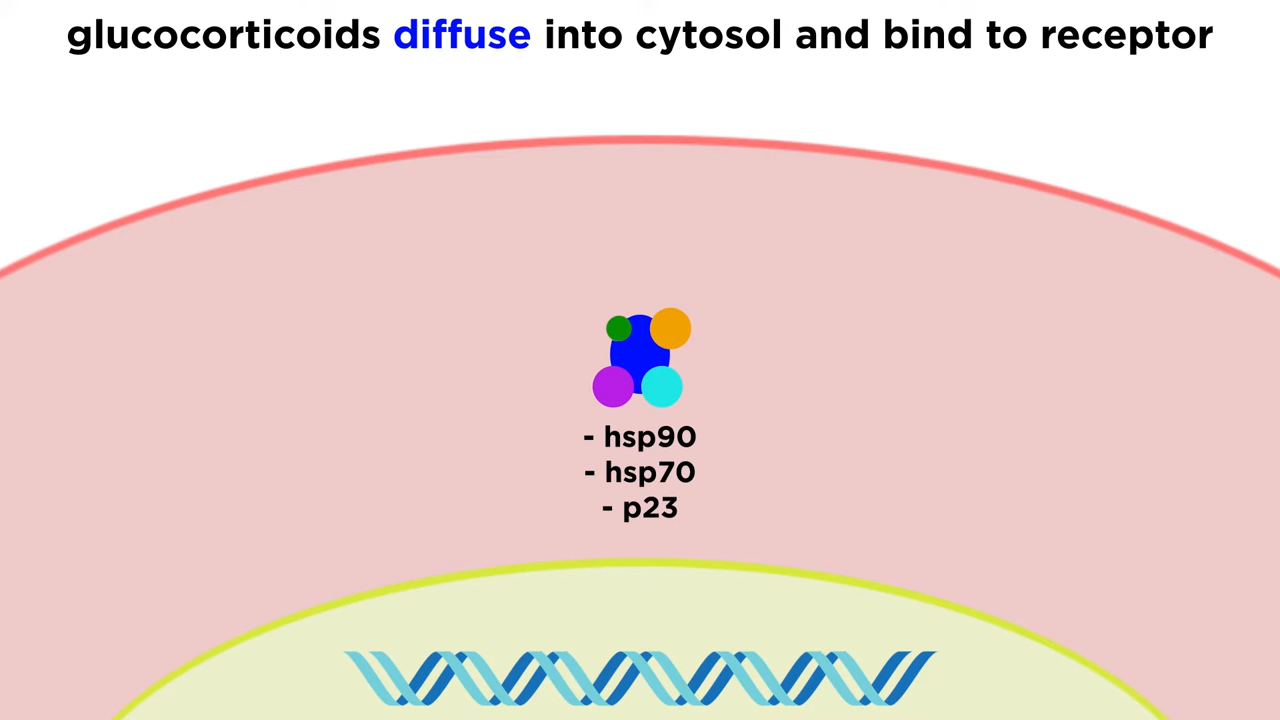 glucocorticoids diffuse into cytosol and bind to receptor
- hsp90
- hsp70
- p23